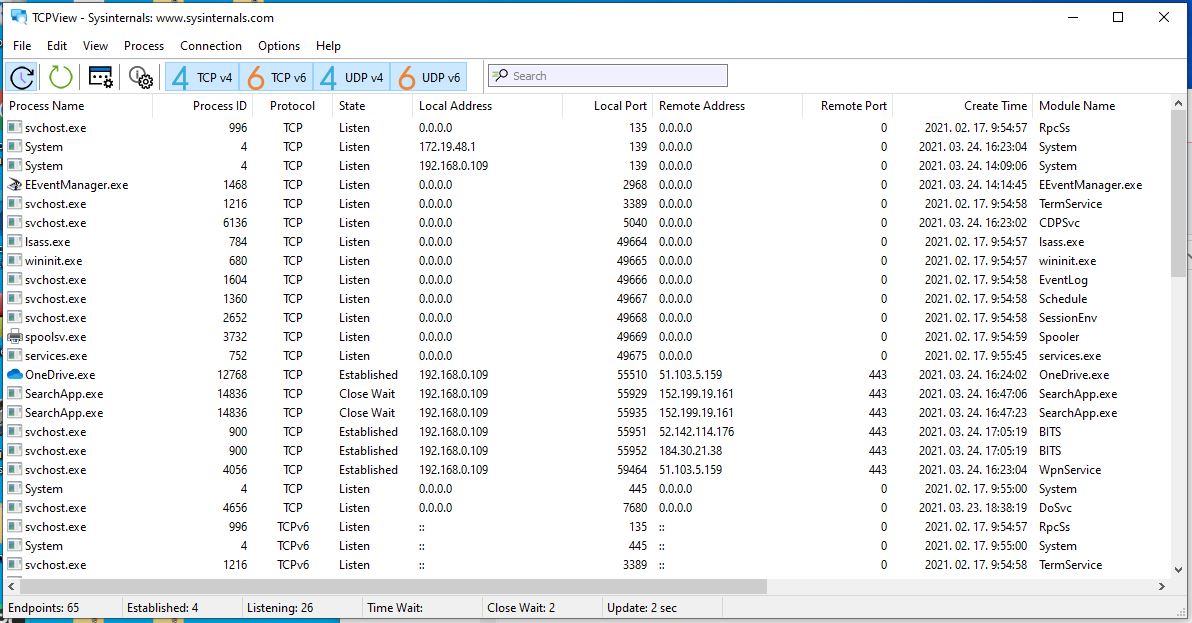 TCPView - Sysinternals: www.sysinternals.com
File Edit View Process Connection Options Help
4 TCP v4 6 TCP v6 4 UDP v4 6 UDP v6 Search
Process Name Process ID Protocol State Local Address Local Port Remote Address Remote Port Create Time Module Name
svchost.exe 996 TCP Listen 0.0.0.0 135 0.0.0.0 0 2021. 02. 17. 9:54:57 RpcSs
System 4 TCP Listen 172.19.48.1 139 0.0.0.0 0 2021. 03. 24. 16:23:04 System
System 4 TCP Listen 192.168.0.109 139 0.0.0.0 0 2021. 03. 24. 14:09:06 System
EEventManager.exe 1468 TCP Listen 0.0.0.0 2968 0.0.0.0 0 2021. 03. 24. 14:14:45 EEventManager.exe
svchost.exe 1216 TCP Listen 0.0.0.0 3389 0.0.0.0 0 2021. 02. 17. 9:54:58 TermService
svchost.exe 6136 TCP Listen 0.0.0.0 5040 0.0.0.0 0 2021. 03. 24. 16:23:02 CDPSvc
lsass.exe 784 TCP Listen 0.0.0.0 49664 0.0.0.0 0 2021. 02. 17. 9:54:57 lsass.exe
wininit.exe 680 TCP Listen 0.0.0.0 49665 0.0.0.0 0 2021. 02. 17. 9:54:57 wininit.exe
svchost.exe 1604 TCP Listen 0.0.0.0 49666 0.0.0.0 0 2021. 02. 17. 9:54:58 EventLog
svchost.exe 1360 TCP Listen 0.0.0.0 49667 0.0.0.0 0 2021. 02. 17. 9:54:58 Schedule
svchost.exe 2652 TCP Listen 0.0.0.0 49668 0.0.0.0 0 2021. 02. 17. 9:54:58 SessionEnv
spoolsv.exe 3732 TCP Listen 0.0.0.0 49669 0.0.0.0 0 2021. 02. 17. 9:54:59 Spooler
services.exe 752 TCP Listen 0.0.0.0 49675 0.0.0.0 0 2021. 02. 17. 9:55:45 services.exe
OneDrive.exe 12768 TCP Established 192.168.0.109 55510 51.103.5.159 443 2021. 03. 24. 16:24:02 OneDrive.exe
SearchApp.exe 14836 TCP Close Wait 192.168.0.109 55929 152.199.19.161 443 2021. 03. 24. 16:47:06 SearchApp.exe
SearchApp.exe 14836 TCP Close Wait 192.168.0.109 55935 152.199.19.161 443 2021. 03. 24. 16:47:23 SearchApp.exe
svchost.exe 900 TCP Established 192.168.0.109 55951 52.142.114.176 443 2021. 03. 24. 17:05:19 BITS
svchost.exe 900 TCP Established 192.168.0.109 55952 184.30.21.38 443 2021. 03. 24. 17:05:19 BITS
svchost.exe 4056 TCP Established 192.168.0.109 59464 51.103.5.159 443 2021. 03. 24. 16:23:04 WpnService
System 4 TCP Listen 0.0.0.0 445 0.0.0.0 0 2021. 02. 17. 9:55:00 System
svchost.exe 4656 TCP Listen 0.0.0.0 7680 0.0.0.0 0 2021. 03. 23. 18:38:19 DoSvc
svchost.exe 996 TCPv6 Listen :: 135 :: 0 2021. 02. 17. 9:54:57 RpcSs
System 4 TCPv6 Listen :: 445 :: 0 2021. 02. 17. 9:55:00 System
svchost.exe 1216 TCPv6 Listen :: 3389 :: 0 2021. 02. 17. 9:54:58 TermService
Endpoints: 65 Established: 4 Listening: 26 Time Wait: Close Wait: 2 Update: 2 sec